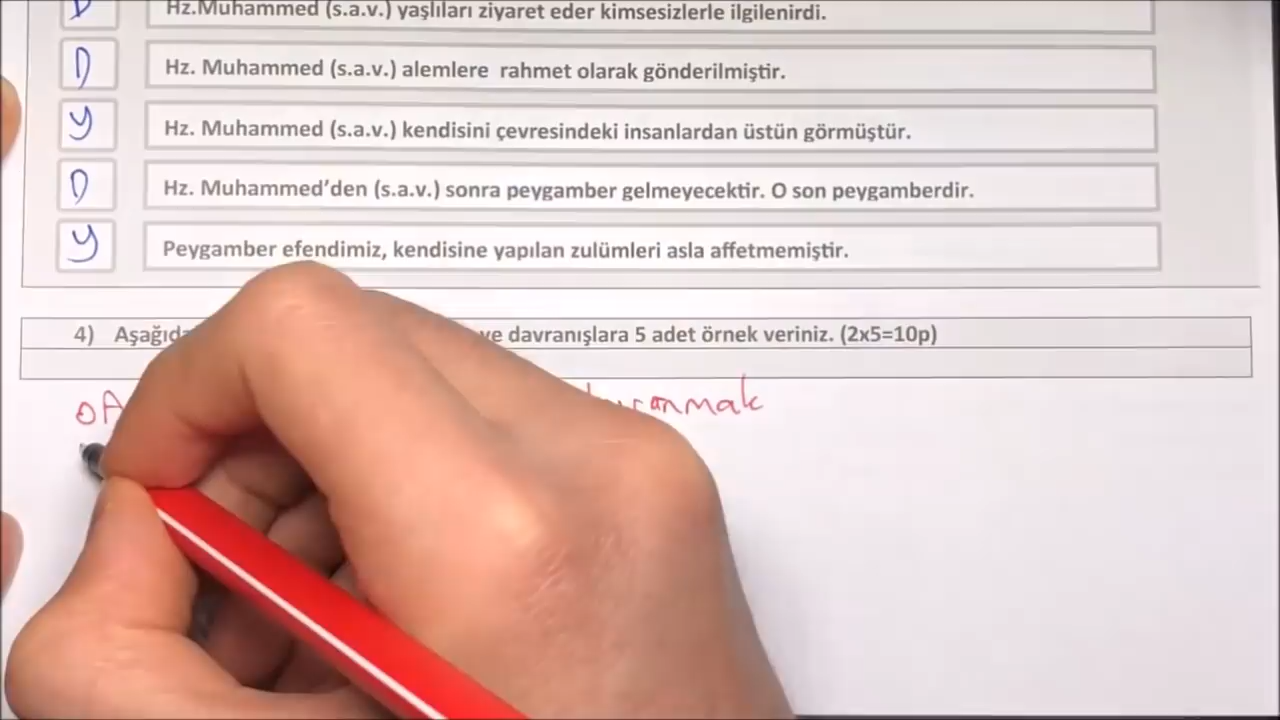 D Hz.Muhammed (s.a.v.) yaşlıları ziyaret eder kimsesizlerle ilgilenirdi.
D Hz. Muhammed (s.a.v.) alemlere rahmet olarak gönderilmiştir.
y Hz. Muhammed (s.a.v.) kendisini çevresindeki insanlardan üstün görmüştür.
D Hz. Muhammed'den (s.a.v.) sonra peygamber gelmeyecektir. O son peygamberdir.
y Peygamber efendimiz, kendisine yapılan zulümleri asla affetmemiştir.
4) Aşağıda ve davranışlara 5 adet örnek veriniz. (2x5=10p)